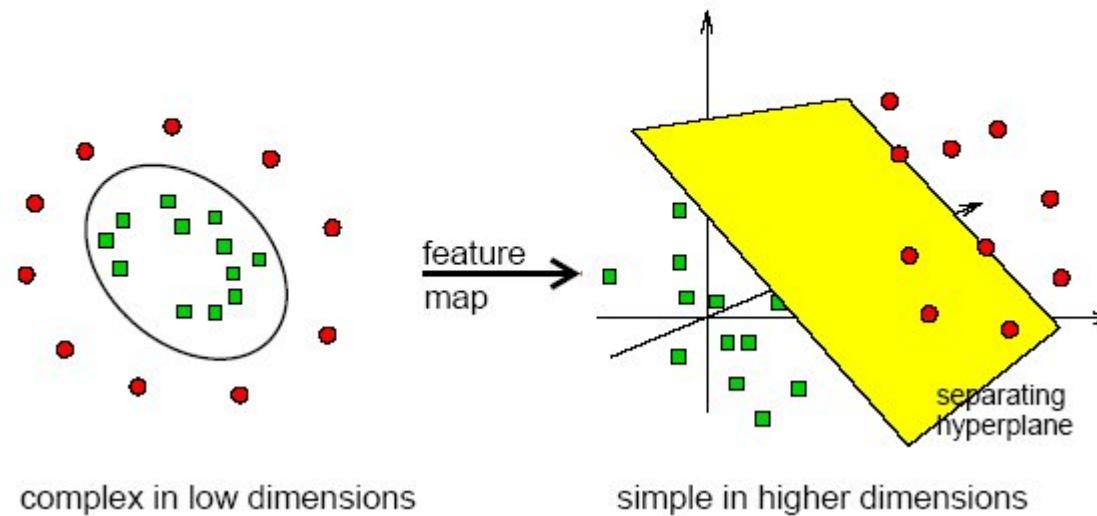 feature
map
separating
hyperplane
complex in low dimensions
simple in higher dimensions